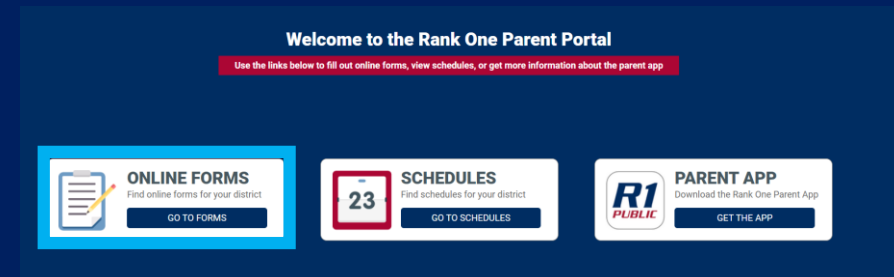 Welcome to the Rank One Parent Portal
Use the links below to fill out online forms, view schedules, or get more information about the parent app
ONLINE FORMS
Find online forms for your district
GO TO FORMS
23
SCHEDULES
Find schedules for your district
GO TO SCHEDULES
R1
PUBLIC
PARENT APP
Download the Rank One Parent App
GET THE APP